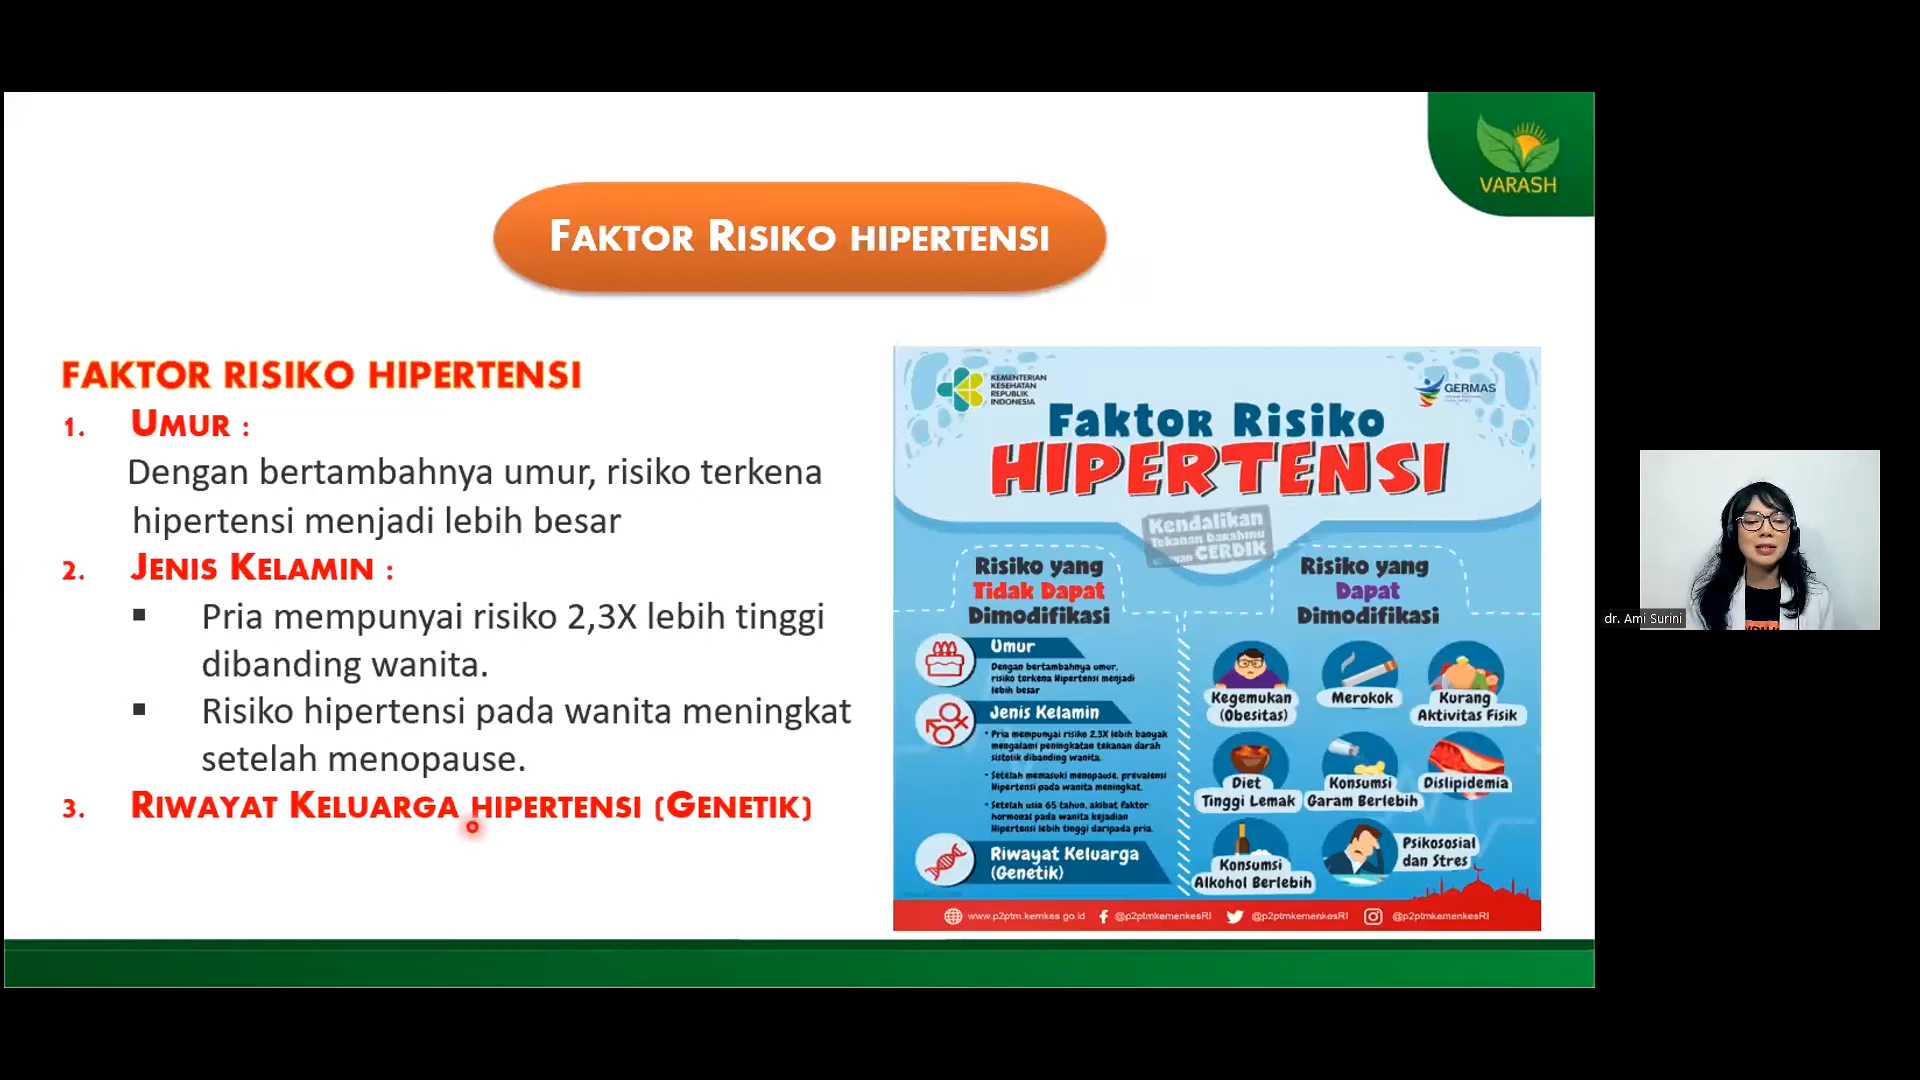 VARASH
FAKTOR RISIKO HIPERTENSI
FAKTOR RISIKO HIPERTENSI
1. UMUR :
Dengan bertambahnya umur, risiko terkena
hipertensi menjadi lebih besar
2. JENIS KELAMIN :
▪ Pria mempunyai risiko 2,3X lebih tinggi
dibanding wanita.
▪ Risiko hipertensi pada wanita meningkat
setelah menopause.
3. RIWAYAT KELUARGA HIPERTENSI (GENETIK)
KEMENTERIAN
KESEHATAN
REPUBLIK
INDONESIA
GERMAS
Faktor Risiko
HIPERTENSI
Kendalikan
Tekanan Darahmu
dengan CERDIK
Risiko yang
Tidak Dapat
Dimodifikasi
Umur
Dengan bertambahnya umur,
risiko terkena Hipertensi menjadi
lebih besar
Jenis Kelamin
• Pria mempunyai risiko 2,3X lebih banyak
mengalami peningkatan tekanan darah
sistolik dibanding wanita.
• Setelah memasuki menopause, prevalensi
Hipertensi pada wanita meningkat.
• Setelah usia 65 tahun, akibat faktor
hormonal pada wanita kejadian
Hipertensi lebih tinggi daripada pria.
Riwayat Keluarga
(Genetik)
Risiko yang
Dapat
Dimodifikasi
Kegemukan
(Obesitas)
Merokok
Kurang
Aktivitas Fisik
Diet
Tinggi Lemak
Konsumsi
Garam Berlebih
Dislipidemia
Konsumsi
Alkohol Berlebih
Psikososial
dan Stres
www.p2ptm.kemkes.go.id @p2ptmkemenkesRI @p2ptmkemenkesRI @p2ptmkemenkesRI
dr. Ami Surini